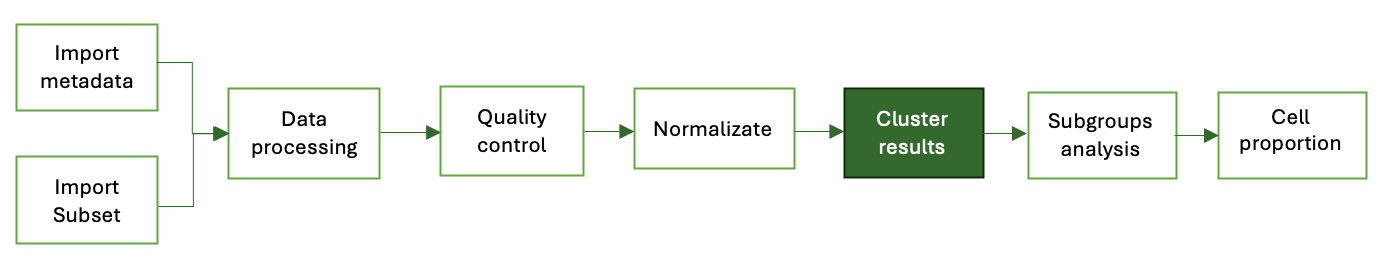 Import
metadata
Import
Subset
Data
processing
Quality
control
Normalizate
Cluster
results
Subgroups
analysis
Cell
proportion